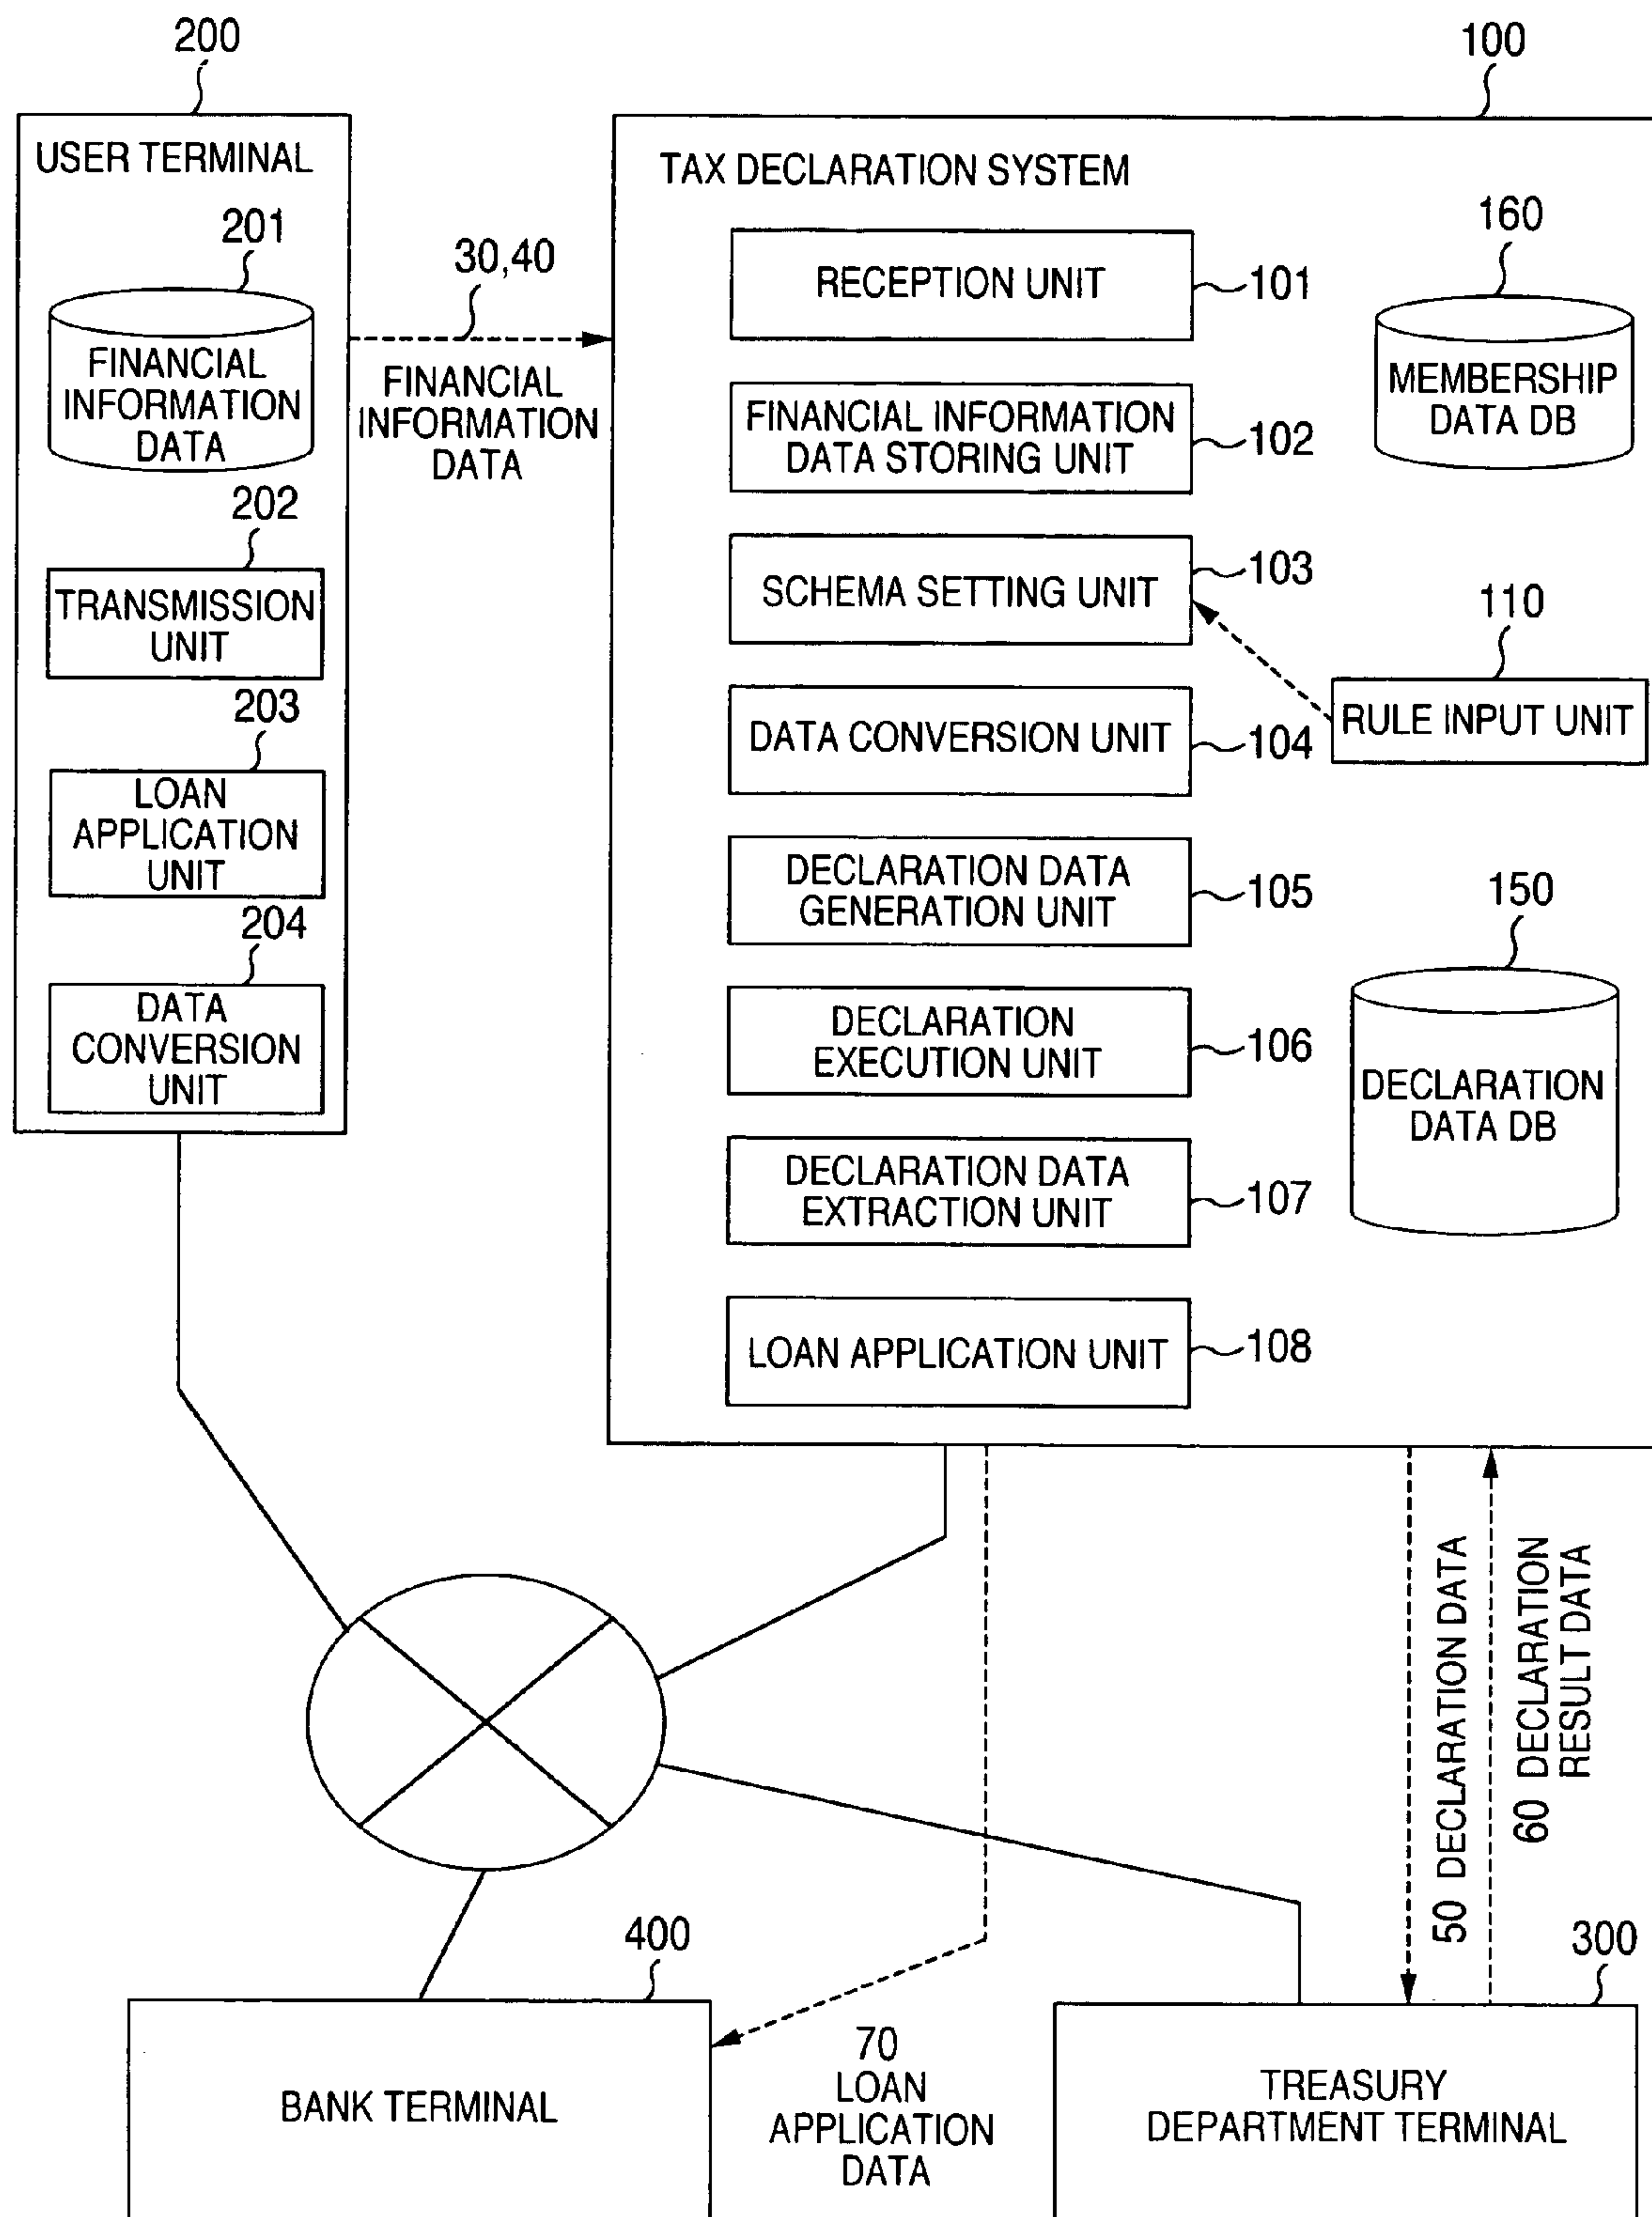 200
100
USER TERMINAL
TAX DECLARATION SYSTEM
201
FINANCIAL
INFORMATION
DATA
30,40
FINANCIAL
INFORMATION
DATA
202
TRANSMISSION
UNIT
203
LOAN
APPLICATION
UNIT
204
DATA
CONVERSION
UNIT
RECEPTION UNIT
101
FINANCIAL INFORMATION
DATA STORING UNIT
102
SCHEMA SETTING UNIT
103
DATA CONVERSION UNIT
104
DECLARATION DATA
GENERATION UNIT
105
DECLARATION
EXECUTION UNIT
106
DECLARATION DATA
EXTRACTION UNIT
107
LOAN APPLICATION UNIT
108
160
MEMBERSHIP
DATA DB
110
RULE INPUT UNIT
150
DECLARATION
DATA DB
50 DECLARATION DATA
60 DECLARATION
RESULT DATA
400
BANK TERMINAL
70
LOAN
APPLICATION
DATA
300
TREASURY
DEPARTMENT TERMINAL